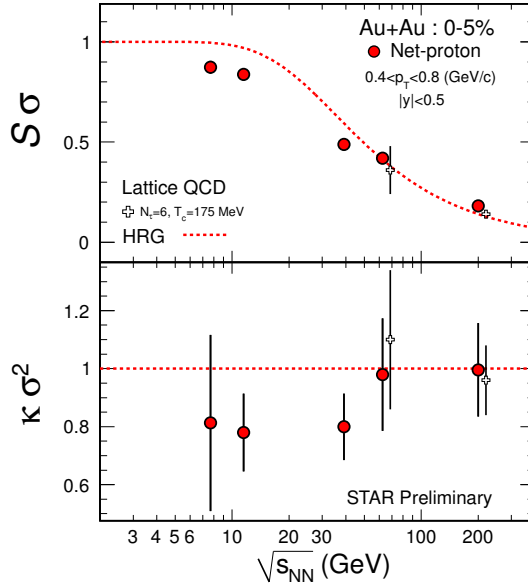 Au+Au : 0-5%
Net-proton
0.4<p_T<0.8 (GeV/c)
|y|<0.5
S σ
1
0.5
0
Lattice QCD
N_τ=6, T_c=175 MeV
HRG
κ σ²
1.2
1
0.8
0.6
STAR Preliminary
3 4 5 6 10 20 30 100 200
√s_NN (GeV)